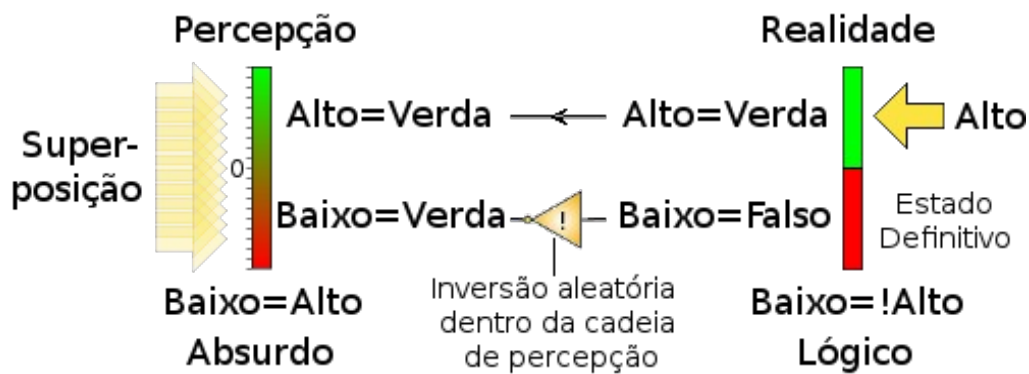 Percepção
Realidade
Alto=Verda
Alto=Verda
Alto
Super-
posição
0
Baixo=Verda
!
Baixo=Falso
Estado
Definitivo
Inversão aleatória
dentro da cadeia
de percepção
Baixo=Alto
Baixo=!Alto
Absurdo
Lógico